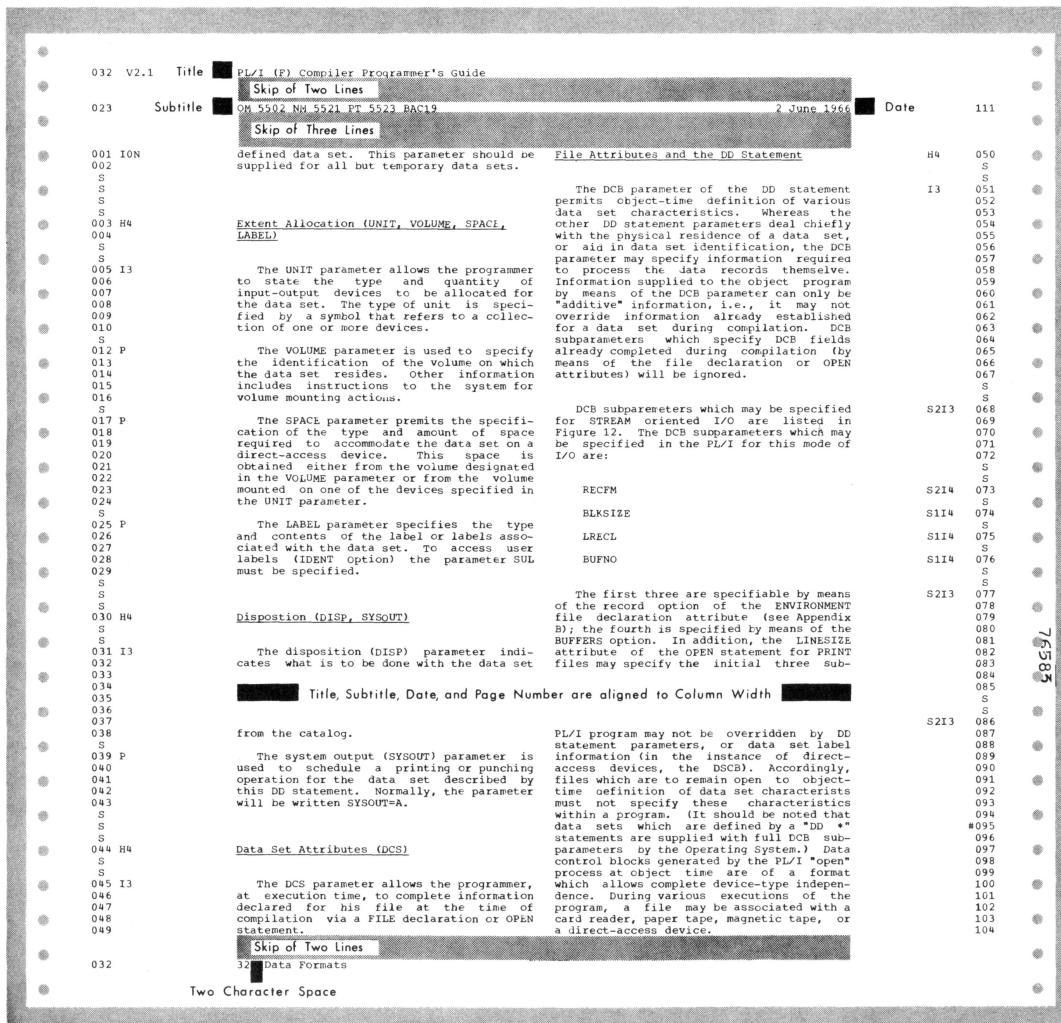 032 V2.1 Title PL/I (F) Compiler Programmer's Guide
Skip of Two Lines
023 Subtitle OM 5502 NM 5521 PT 5523 BAC19 2 June 1966 Date 111
Skip of Three Lines
001 ION defined data set. This parameter should be
002 supplied for all but temporary data sets.
S
S
S
S
003 H4 Extent Allocation (UNIT, VOLUME, SPACE,
004 LABEL)
S
S
005 I3 The UNIT parameter allows the programmer
006 to state the type and quantity of
007 input-output devices to be allocated for
008 the data set. The type of unit is speci-
009 fied by a symbol that refers to a collec-
010 tion of one or more devices.
S
012 P The VOLUME parameter is used to specify
013 the identification of the volume on which
014 the data set resides. Other information
015 includes instructions to the system for
016 volume mounting actions.
S
017 P The SPACE parameter premits the specifi-
018 cation of the type and amount of space
019 required to accommodate the data set on a
020 direct-access device. This space is
021 obtained either from the volume designated
022 in the VOLUME parameter or from the volume
023 mounted on one of the devices specified in
024 the UNIT parameter.
S
025 P The LABEL parameter specifies the type
026 and contents of the label or labels asso-
027 ciated with the data set. To access user
028 labels (IDENT Option) the parameter SUL
029 must be specified.
S
S
S
030 H4 Dispostion (DISP, SYSOUT)
S
S
031 I3 The disposition (DISP) parameter indi-
032 cates what is to be done with the data set
033
034
035
036
037
File Attributes and the DD Statement H4 050
S
S
The DCB parameter of the DD statement I3 051
permits object-time definition of various 052
data set characteristics. Whereas the 053
other DD statement parameters deal chiefly 054
with the physical residence of a data set, 055
or aid in data set identification, the DCB 056
parameter may specify information required
to process the data records themselves. 058
Information supplied to the object program 059
by means of the DCB parameter can only be 060
"additive" information, i.e., it may not 061
override information already established 062
for a data set during compilation. DCB 063
subparameters which specify DCB fields 064
already completed during compilation (by 065
means of the file declaration or OPEN 066
attributes) will be ignored. 067
S
S
DCB subparemeters which may be specified S2I3 068
for STREAM oriented I/O are listed in 069
Figure 12. The DCB suoparameters which may 070
be specified in the PL/I for this mode of 071
I/O are: 072
S
S
RECFM S2I4 073
S
BLKSIZE S1I4 074
S
LRECL S1I4 075
S
BUFNO S1I4 076
S
S
The first three are specifiable by means S2I3 077
of the record option of the ENVIRONMENT 078
file declaration attribute (see Appendix 079
B); the fourth is specified by means of the 080
BUFFERS option. In addition, the LINESIZE 081
attribute of the OPEN statement for PRINT 082
files may specify the initial three sub- 083
084
085
S
S
S2I3 086
76583
Title, Subtitle, Date, and Page Number are aligned to Column Width
038 from the catalog.
S
039 P The system output (SYSOUT) parameter is
040 used to schedule a printing or punching
041 operation for the data set described by
042 this DD statement. Normally, the parameter
043 will be written SYSOUT=A.
S
S
S
044 H4 Data Set Attributes (DCS)
S
S
045 I3 The DCS parameter allows the programmer,
046 at execution time, to complete information
047 declared for his file at the time of
048 compilation via a FILE declaration or OPEN
049 statement.
PL/I program may not be overridden by DD 087
statement parameters, or data set label 088
information (in the instance of direct- 089
access devices, the DSCB). Accordingly, 090
files which are to remain open to object- 091
time definition of data set characterists 092
must not specify these characteristics 093
within a program. (It should be noted that 094
data sets which are defined by a "DD *" #095
statements are supplied with full DCB sub- 096
parameters by the Operating System.) Data 097
control blocks generated by the PL/I "open" 098
process at object time are of a format 099
which allows complete device-type indepen- 100
dence. During various executions of the 101
program, a file may be associated with a 102
card reader, paper tape, magnetic tape, or 103
a direct-access device. 104
Skip of Two Lines
032 32 Data Formats
Two Character Space